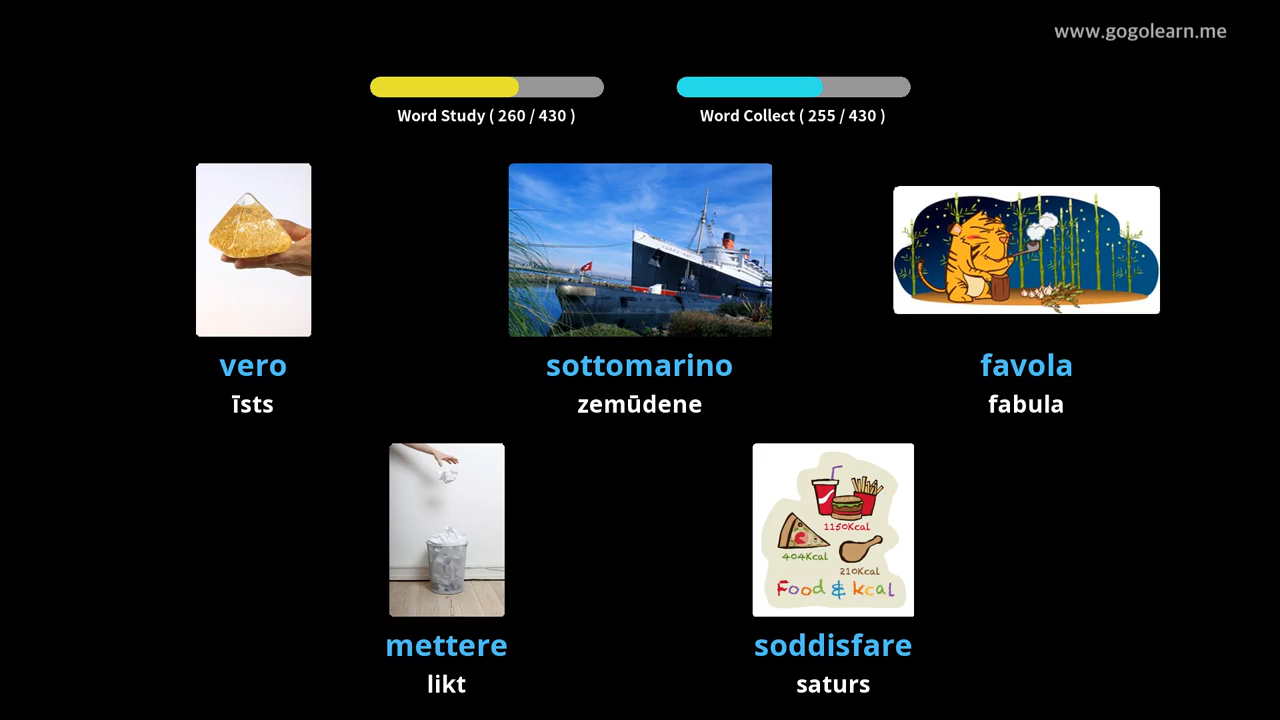 www.gogolearn.me
Word Study ( 260 / 430 )
Word Collect ( 255 / 430 )
vero
īsts
sottomarino
zemūdene
favola
fabula
1150Kcal
404Kcal
210Kcal
Food & kcal
mettere
likt
soddisfare
saturs